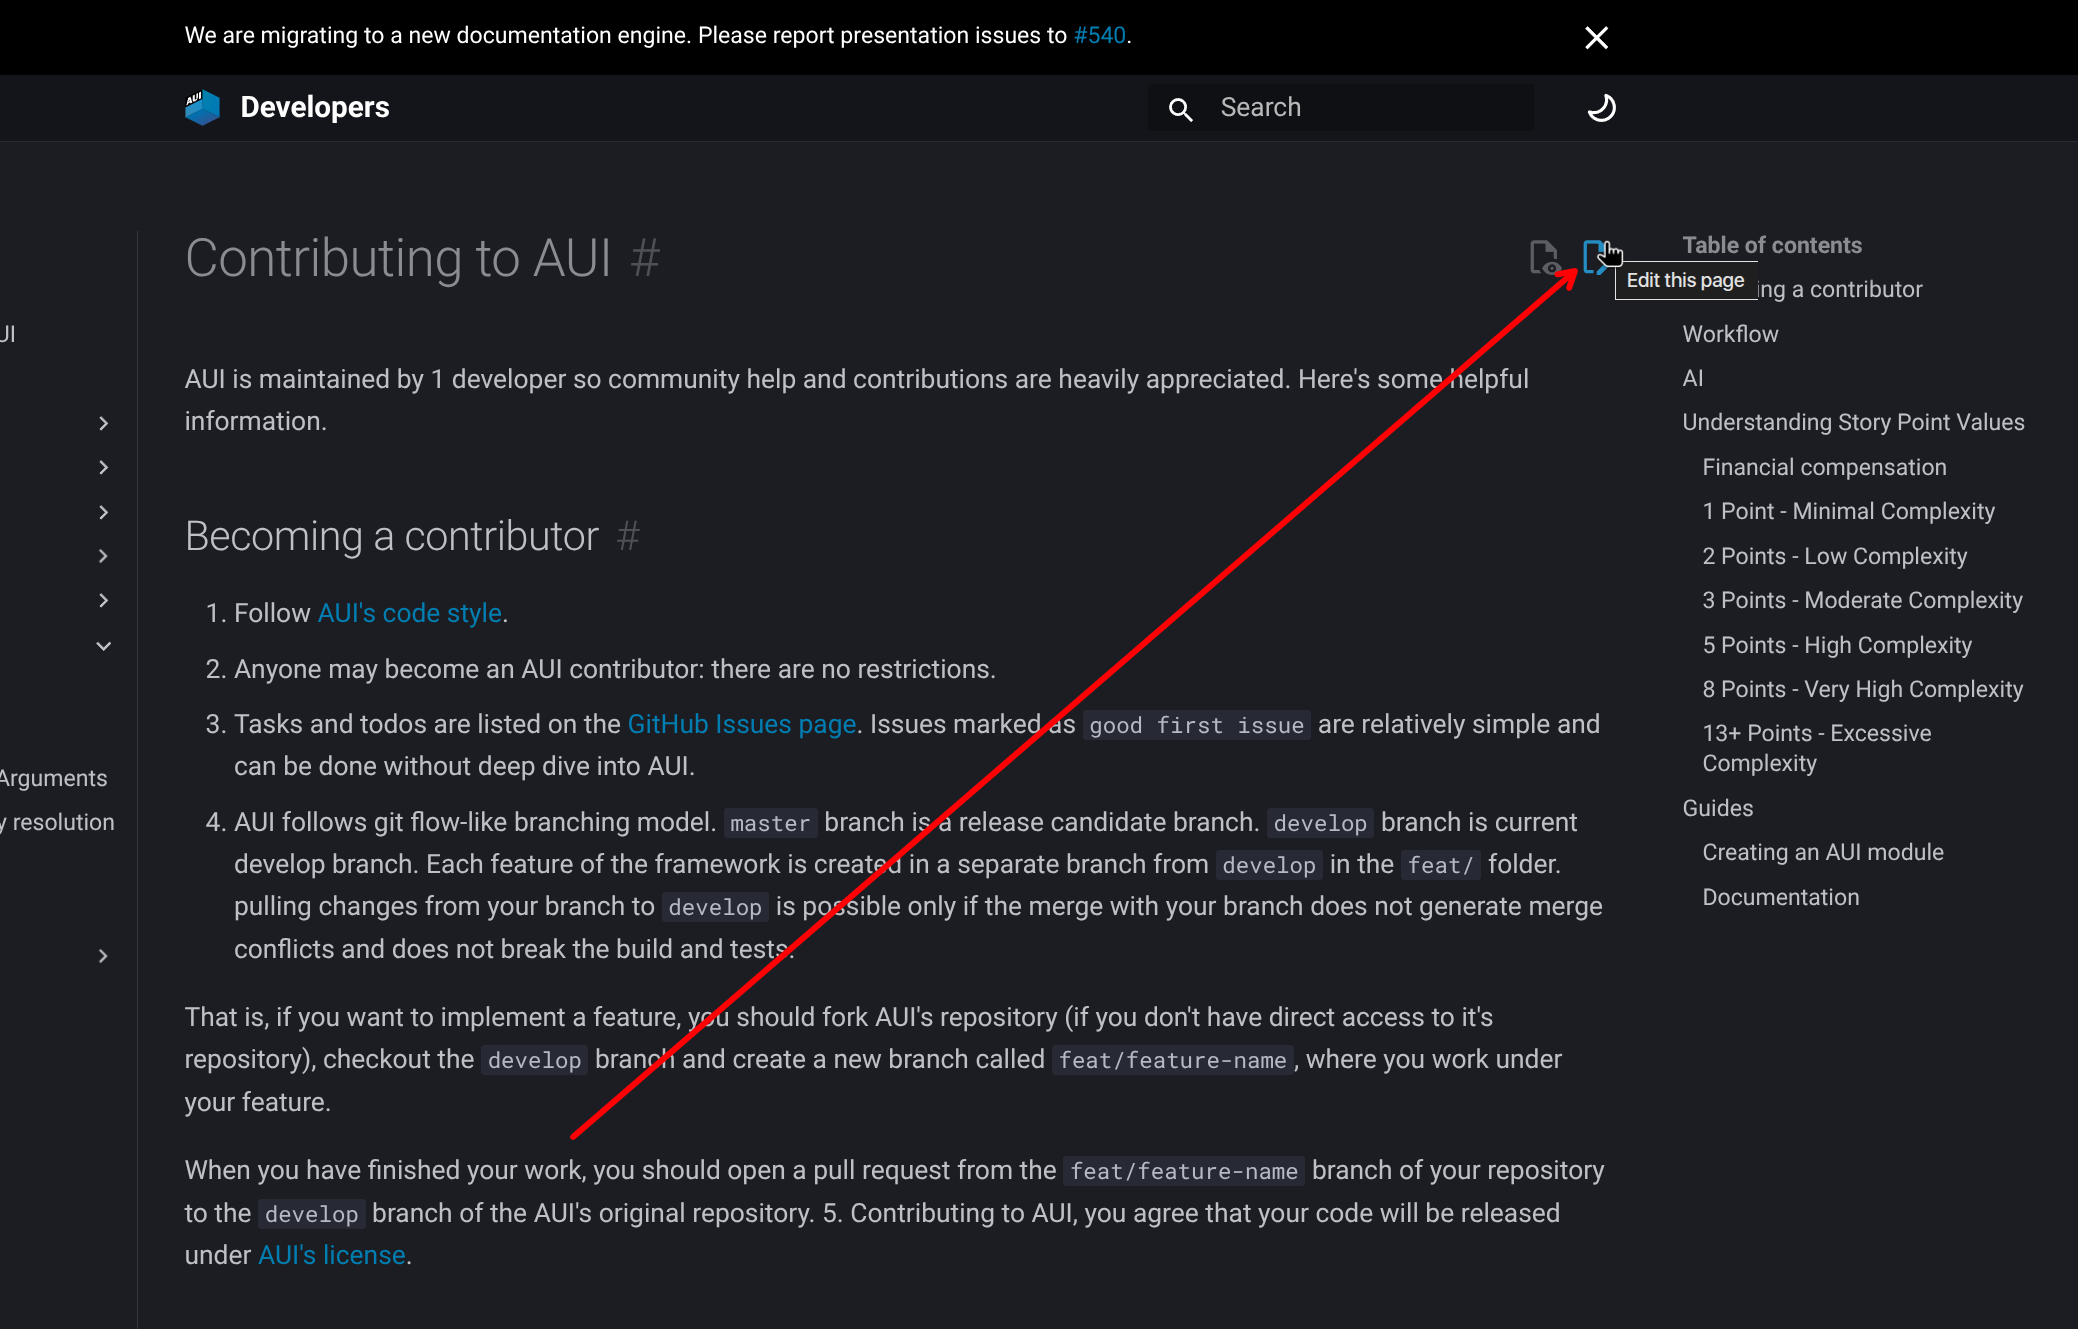 We are migrating to a new documentation engine. Please report presentation issues to #540.
AUI
Developers
Search
Contributing to AUI #
Edit this page
AUI is maintained by 1 developer so community help and contributions are heavily appreciated. Here's some helpful
information.
Becoming a contributor #
1. Follow AUI's code style.
2. Anyone may become an AUI contributor: there are no restrictions.
3. Tasks and todos are listed on the GitHub Issues page. Issues marked as good first issue are relatively simple and
can be done without deep dive into AUI.
4. AUI follows git flow-like branching model. master branch is a release candidate branch. develop branch is current
develop branch. Each feature of the framework is created in a separate branch from develop in the feat/ folder.
pulling changes from your branch to develop is possible only if the merge with your branch does not generate merge
conflicts and does not break the build and tests.
That is, if you want to implement a feature, you should fork AUI's repository (if you don't have direct access to it's
repository), checkout the develop branch and create a new branch called feat/feature-name, where you work under
your feature.
When you have finished your work, you should open a pull request from the feat/feature-name branch of your repository
to the develop branch of the AUI's original repository. 5. Contributing to AUI, you agree that your code will be released
under AUI's license.
Table of contents
ing a contributor
Workflow
AI
Understanding Story Point Values
Financial compensation
1 Point - Minimal Complexity
2 Points - Low Complexity
3 Points - Moderate Complexity
5 Points - High Complexity
8 Points - Very High Complexity
13+ Points - Excessive
Complexity
Guides
Creating an AUI module
Documentation
UI
Arguments
y resolution